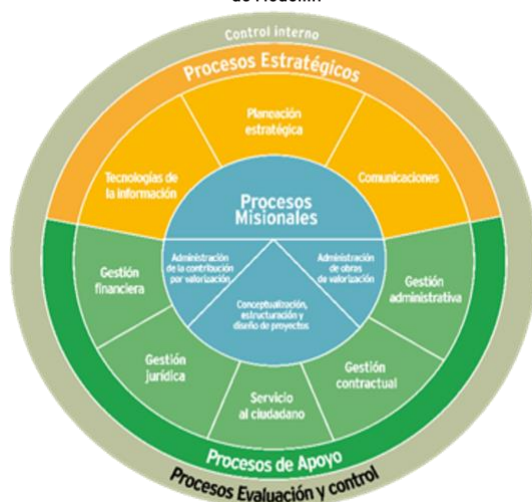 de Medellín
Control interno
Procesos Estratégicos
Planeación
estratégica
Tecnologías de
la información
Comunicaciones
Procesos
Misionales
Administración
de la contribución
por valorización
Administración
de obras
de valorización
Conceptualización,
estructuración y
diseño de proyectos
Gestión
financiera
Gestión
administrativa
Gestión
jurídica
Gestión
contractual
Servicio
al ciudadano
Procesos de Apoyo
Procesos Evaluación y control